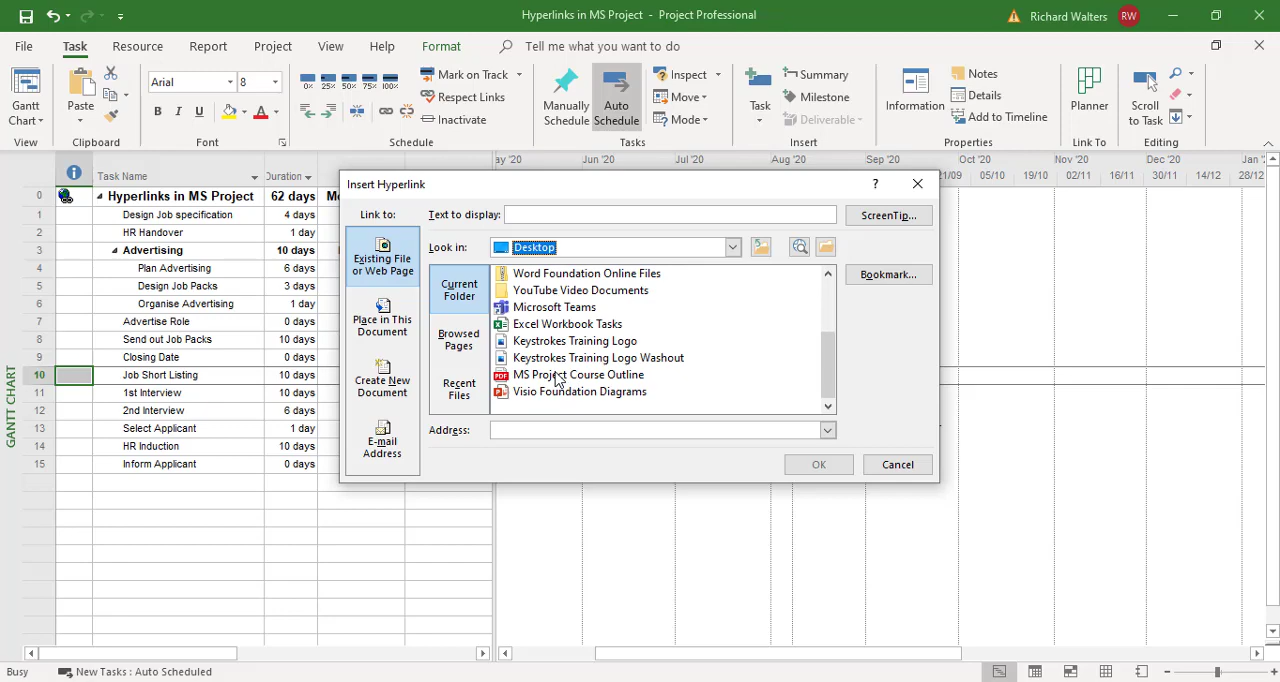 Hyperlinks in MS Project - Project Professional
Richard Walters RW
File Task Resource Report Project View Help Format Tell me what you want to do
Gantt Chart
View
Paste
Clipboard
Arial 8
B I U A
Font
0% 25% 50% 75% 100%
Mark on Track
Respect Links
Inactivate
Schedule
Manually Schedule
Auto Schedule
Inspect
Move
Mode
Tasks
Task
Summary
Milestone
Deliverable
Insert
Information
Notes
Details
Add to Timeline
Properties
Planner
Link To
Scroll to Task
Editing
Task Name Duration
ay '20 Jun '20 Jul '20 Aug '20 Sep '20 Oct '20 Nov '20 Dec '20 Jan '
21/09 05/10 19/10 02/11 16/11 30/11 14/12 28/12
0 Hyperlinks in MS Project 62 days Mo
1 Design Job specification 4 days
2 HR Handover 1 day
3 Advertising 10 days
4 Plan Advertising 6 days
5 Design Job Packs 3 days
6 Organise Advertising 1 day
7 Advertise Role 0 days
8 Send out Job Packs 10 days
9 Closing Date 0 days
10 Job Short Listing 10 days
11 1st Interview 10 days
12 2nd Interview 6 days
13 Select Applicant 1 day
14 HR Induction 10 days
15 Inform Applicant 0 days
GANTT CHART
Insert Hyperlink ?
Link to:
Text to display:
ScreenTip...
Existing File or Web Page
Place in This Document
Create New Document
E-mail Address
Look in: Desktop
Bookmark...
Current Folder
Browsed Pages
Recent Files
Word Foundation Online Files
YouTube Video Documents
Microsoft Teams
Excel Workbook Tasks
Keystrokes Training Logo
Keystrokes Training Logo Washout
PDF MS Project Course Outline
Visio Foundation Diagrams
Address:
OK Cancel
Busy New Tasks : Auto Scheduled